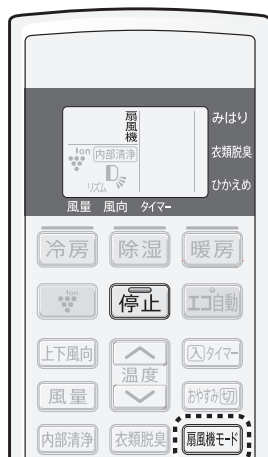 扇風機
みはり
ion
内部清浄
衣類脱臭
リズム
ひかえめ
風量 風向 タイマー
冷房 除湿 暖房
停止 エコ自動
上下風向 入タイマー
温度
風量 おやすみ切
内部清浄 衣類脱臭 扇風機モード